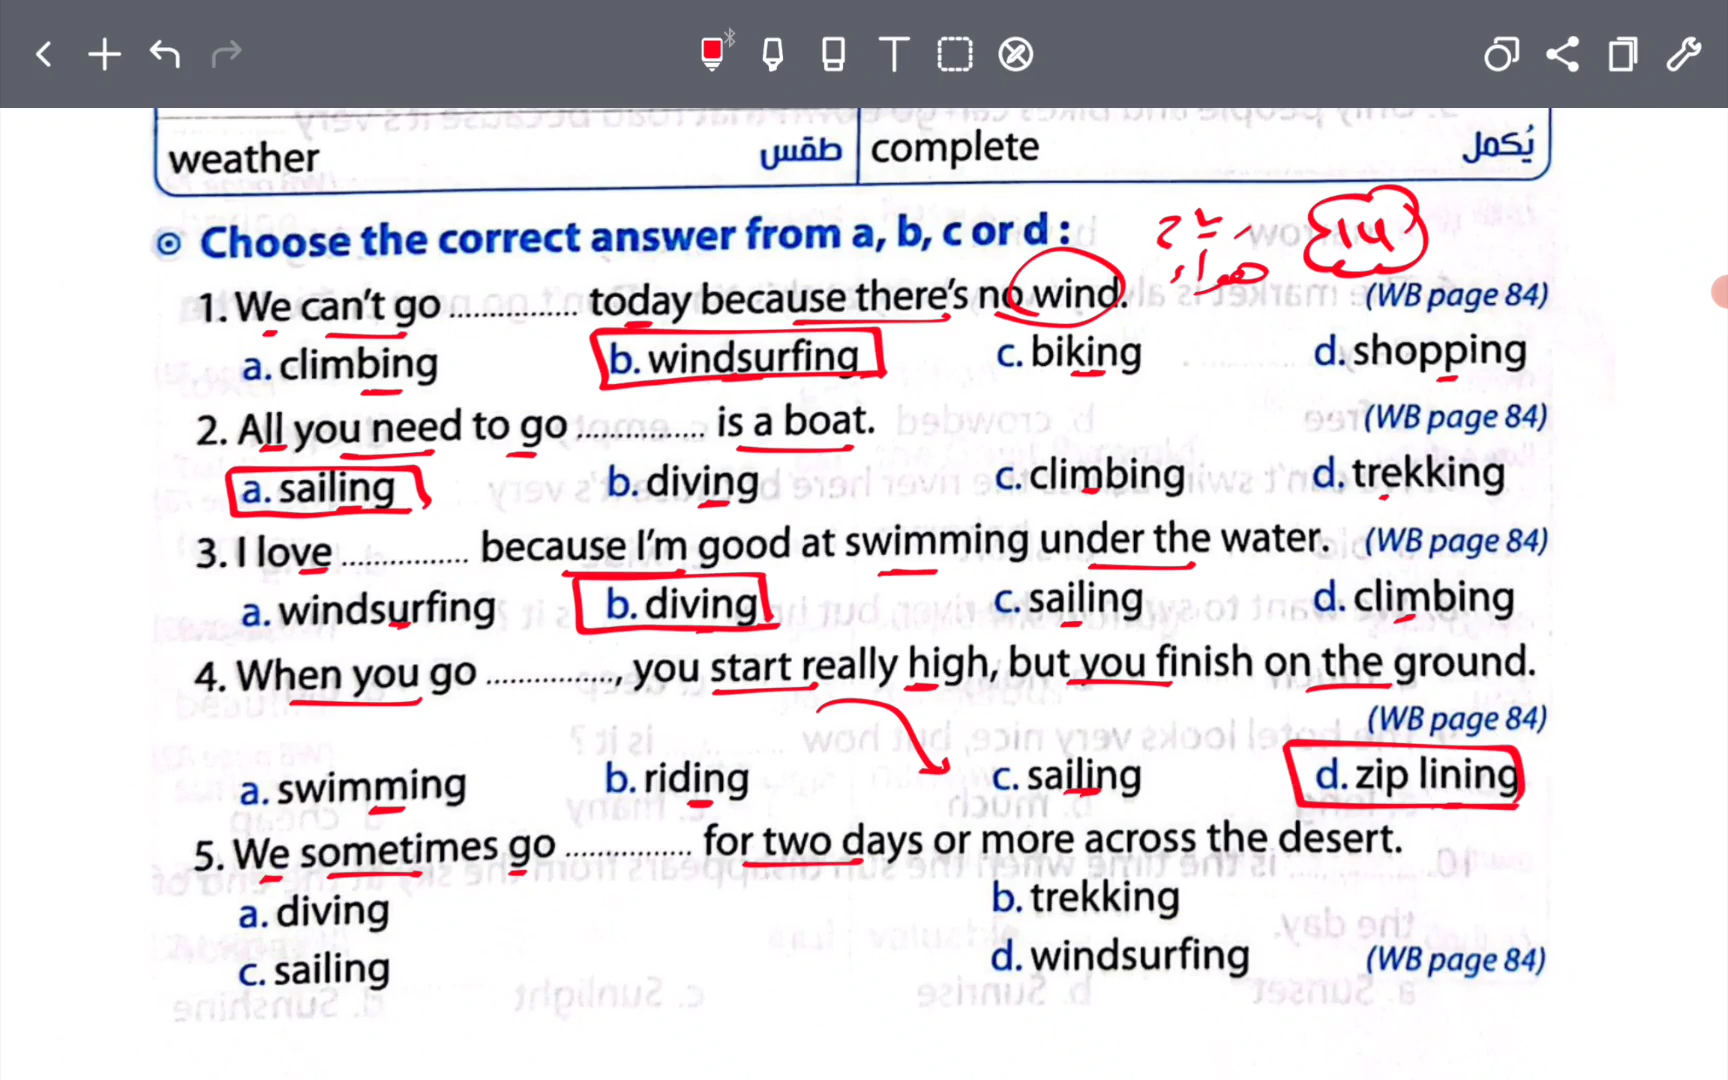 weather طقس complete يُكمل
Choose the correct answer from a, b, c or d :
14
هواء
1. We can't go ............... today because there's no wind. (WB page 84)
a. climbing b. windsurfing c. biking d. shopping
2. All you need to go ............... is a boat. (WB page 84)
a. sailing b. diving c. climbing d. trekking
3. I love ............... because I'm good at swimming under the water. (WB page 84)
a. windsurfing b. diving c. sailing d. climbing
4. When you go ..............., you start really high, but you finish on the ground.
(WB page 84)
a. swimming b. riding c. sailing d. zip lining
5. We sometimes go ............... for two days or more across the desert.
a. diving b. trekking
c. sailing d. windsurfing (WB page 84)